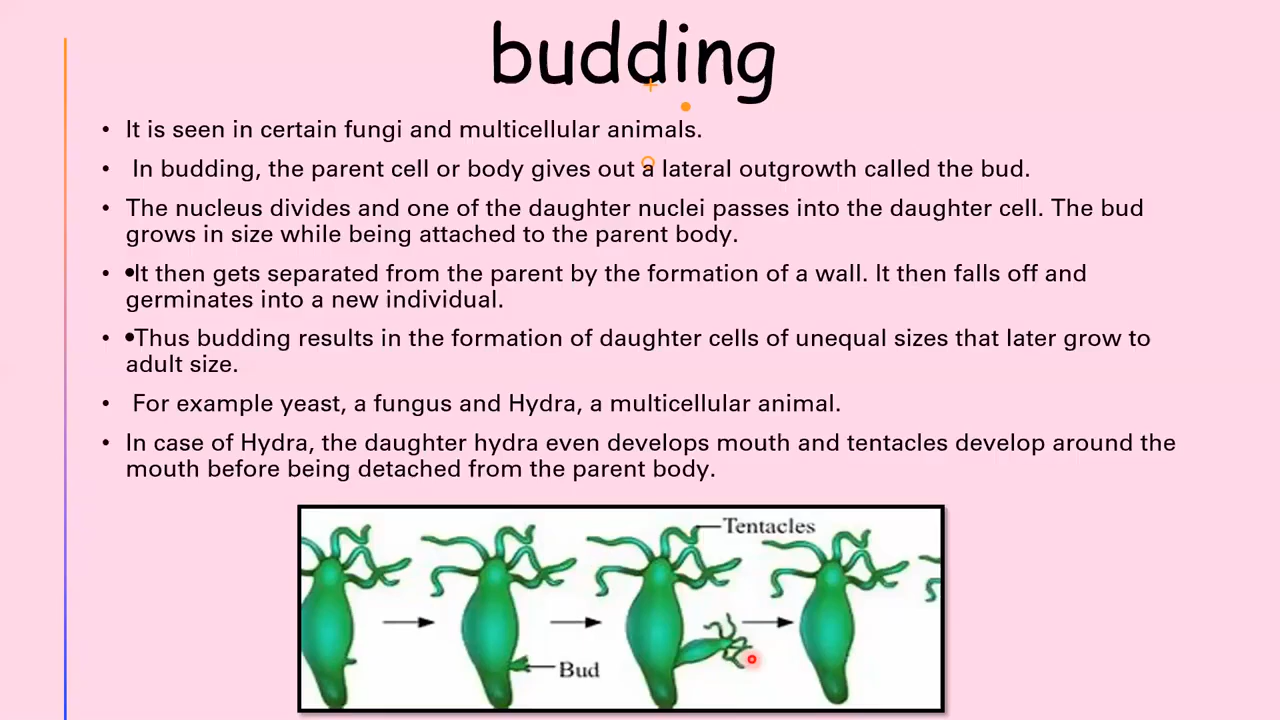 budding
• It is seen in certain fungi and multicellular animals.
• In budding, the parent cell or body gives out a lateral outgrowth called the bud.
• The nucleus divides and one of the daughter nuclei passes into the daughter cell. The bud
grows in size while being attached to the parent body.
• •It then gets separated from the parent by the formation of a wall. It then falls off and
germinates into a new individual.
• •Thus budding results in the formation of daughter cells of unequal sizes that later grow to
adult size.
• For example yeast, a fungus and Hydra, a multicellular animal.
• In case of Hydra, the daughter hydra even develops mouth and tentacles develop around the
mouth before being detached from the parent body.
Tentacles
Bud